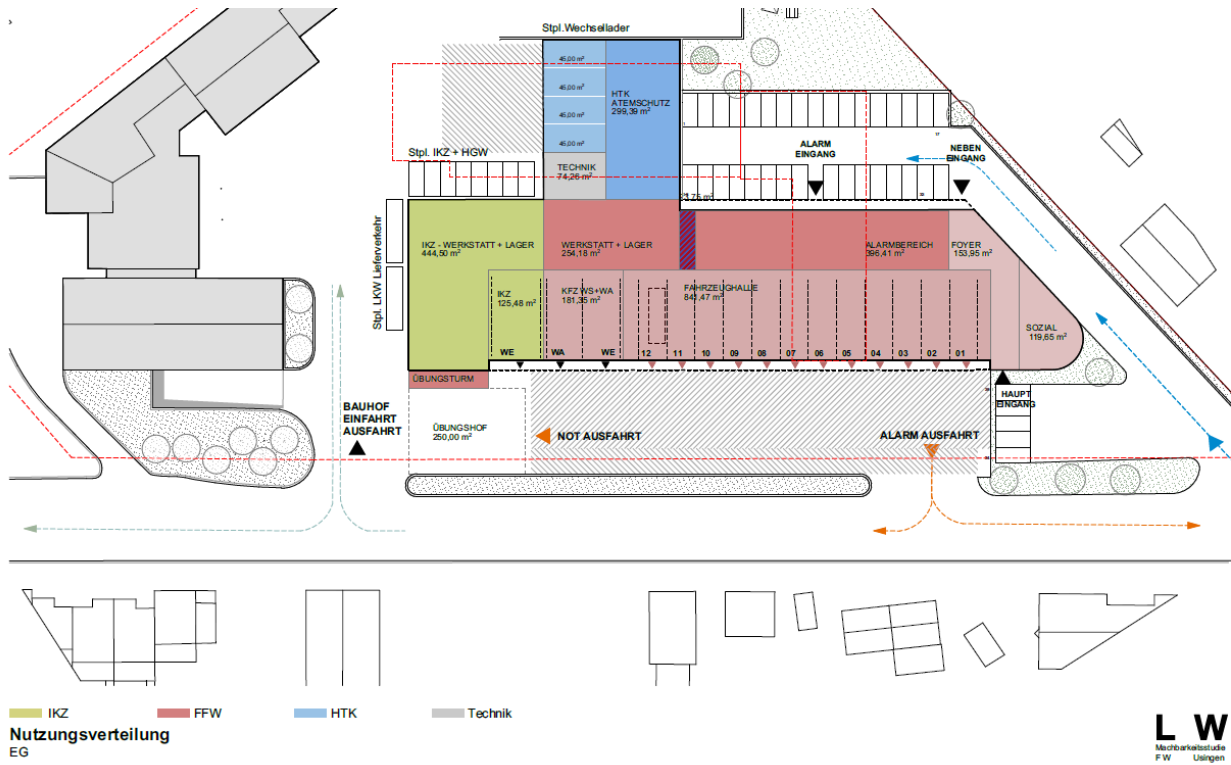 Stpl.Wechsellader
45,00 m²
45,00 m²
45,00 m²
45,00 m²
HTK
ATEMSCHUTZ
299,39 m²
TECHNIK
74,26 m²
Stpl. IKZ + HGW
Stpl. LKW Lieferverkehr
ALARM
EINGANG
NEBEN
EINGANG
IKZ - WERKSTATT + LAGER
444,50 m²
WERKSTATT + LAGER
254,18 m²
ALARMBEREICH
396,41 m²
FOYER
153,95 m²
IKZ
125,48 m²
KFZ WS+WA
181,35 m²
FAHRZEUGHALLE
841,47 m²
SOZIAL
119,65 m²
WE
WA
WE
12
11
10
09
08
07
06
05
04
03
02
01
ÜBUNGSTURM
HAUPT
EINGANG
BAUHOF
EINFAHRT
AUSFAHRT
ÜBUNGSHOF
250,00 m²
NOT AUSFAHRT
ALARM AUSFAHRT
IKZ
FFW
HTK
Technik
Nutzungsverteilung
EG
L W
Machbarkeitsstudie
F W Usingen